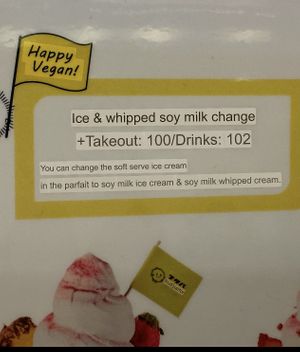 Happy
Vegan!
Ice & whipped soy milk change
+Takeout: 100/Drinks: 102
You can change the soft serve ice cream
in the parfait to soy milk ice cream & soy milk whipped cream.